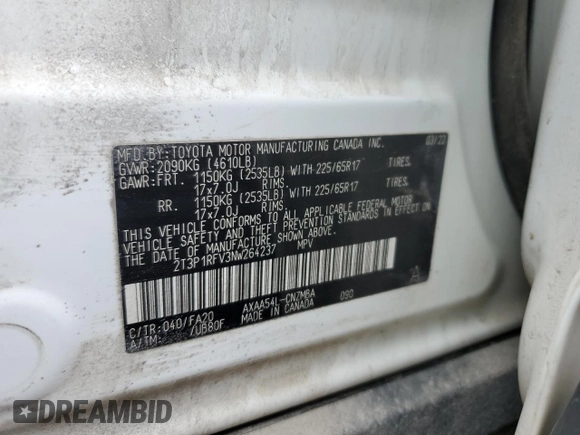 MFD.BY:TOYOTA MOTOR MANUFACTURING CANADA INC. 03/22
GVWR:2090KG (4610LB)
GAWR:FRT. 1150KG (2535LB) WITH 225/65R17 TIRES.
17x7.0J RIMS.
RR. 1150KG (2535LB) WITH 225/65R17 TIRES.
17x7.0J RIMS.
THIS VEHICLE CONFORMS TO ALL APPLICABLE FEDERAL MOTOR
VEHICLE SAFETY AND THEFT PREVENTION STANDARDS IN EFFECT ON
THE DATE OF MANUFACTURE SHOWN ABOVE.
2T3P1RFV3NW264237 MPV
C/TR:040/FA20 AXAA54L-CNZMBA 090
A/TM: /UB80F MADE IN CANADA
DREAMBID